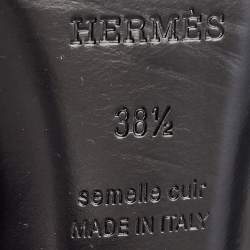 HERMÈS
38½
semelle cuir
MADE IN ITALY